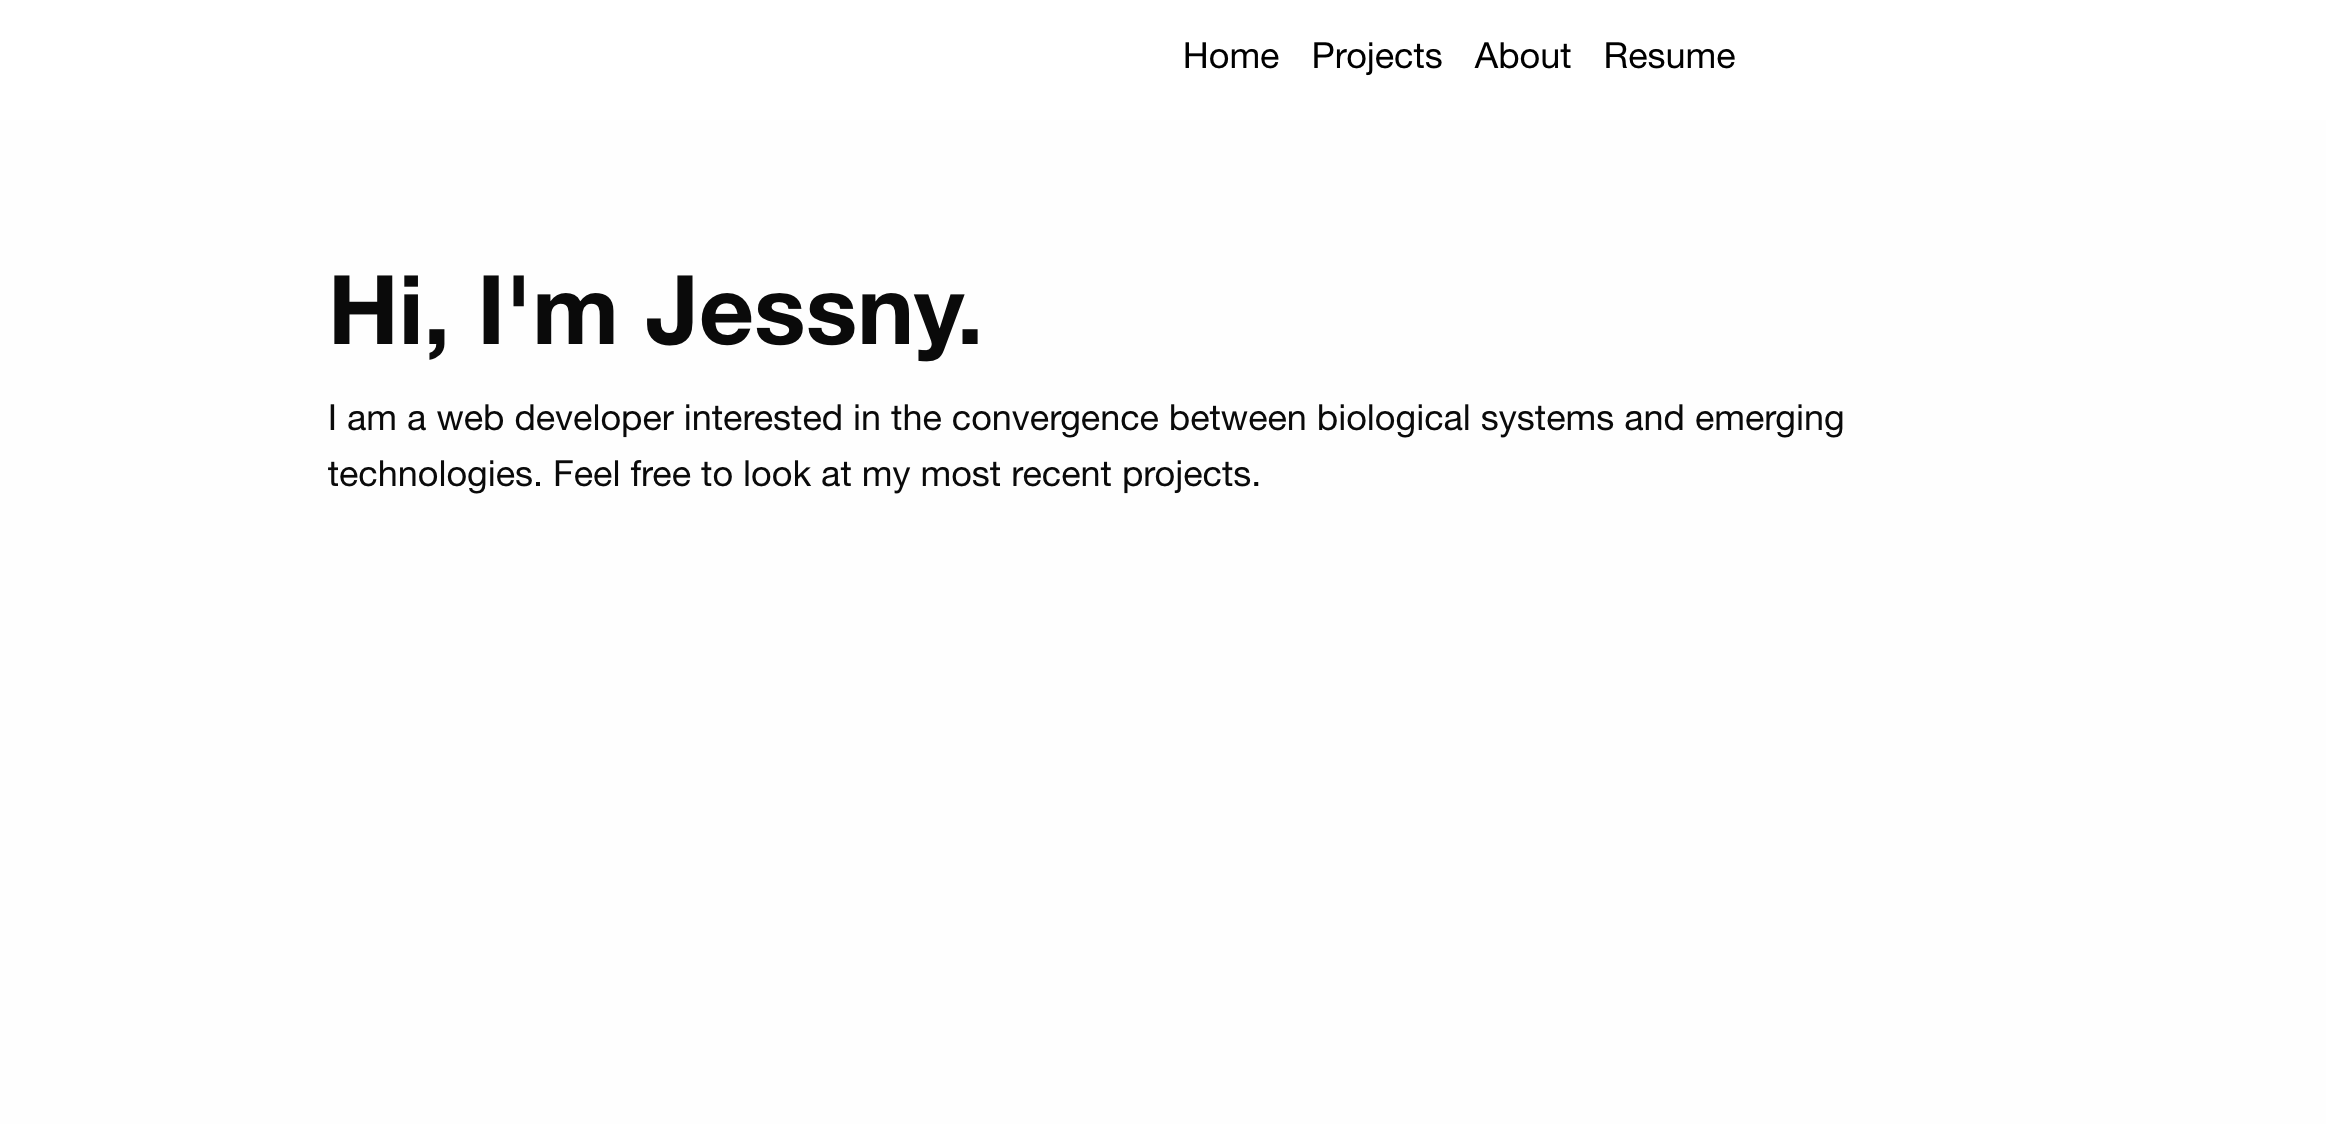 Home Projects About Resume
Hi, I'm Jessny.
I am a web developer interested in the convergence between biological systems and emerging
technologies. Feel free to look at my most recent projects.